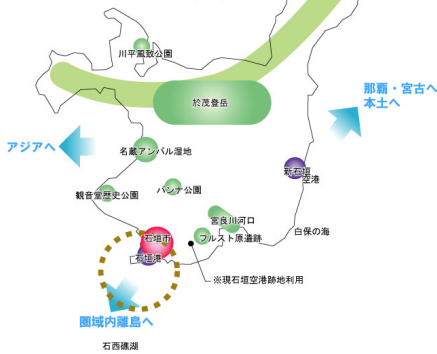 川平風致公園
於茂登岳
那覇・宮古へ
本土へ
アジアへ
名蔵アンパル湿地
新石垣
空港
バンナ公園
観音堂歴史公園
宮良川河口
白保の海
石垣市
フルスト原遺跡
石垣港
※現石垣空港跡地利用
圏域内離島へ
石西礁湖